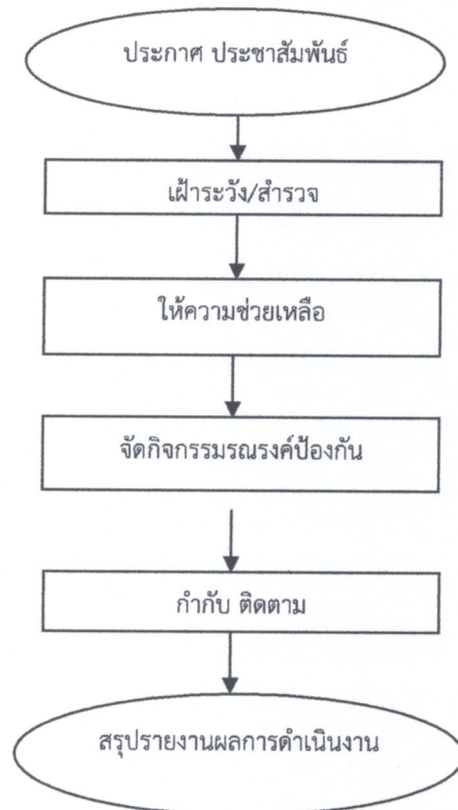 ประกาศ ประชาสัมพันธ์
เฝ้าระวัง/สำรวจ
ให้ความช่วยเหลือ
จัดกิจกรรมรณรงค์ป้องกัน
กำกับ ติดตาม
สรุปรายงานผลการดำเนินงาน